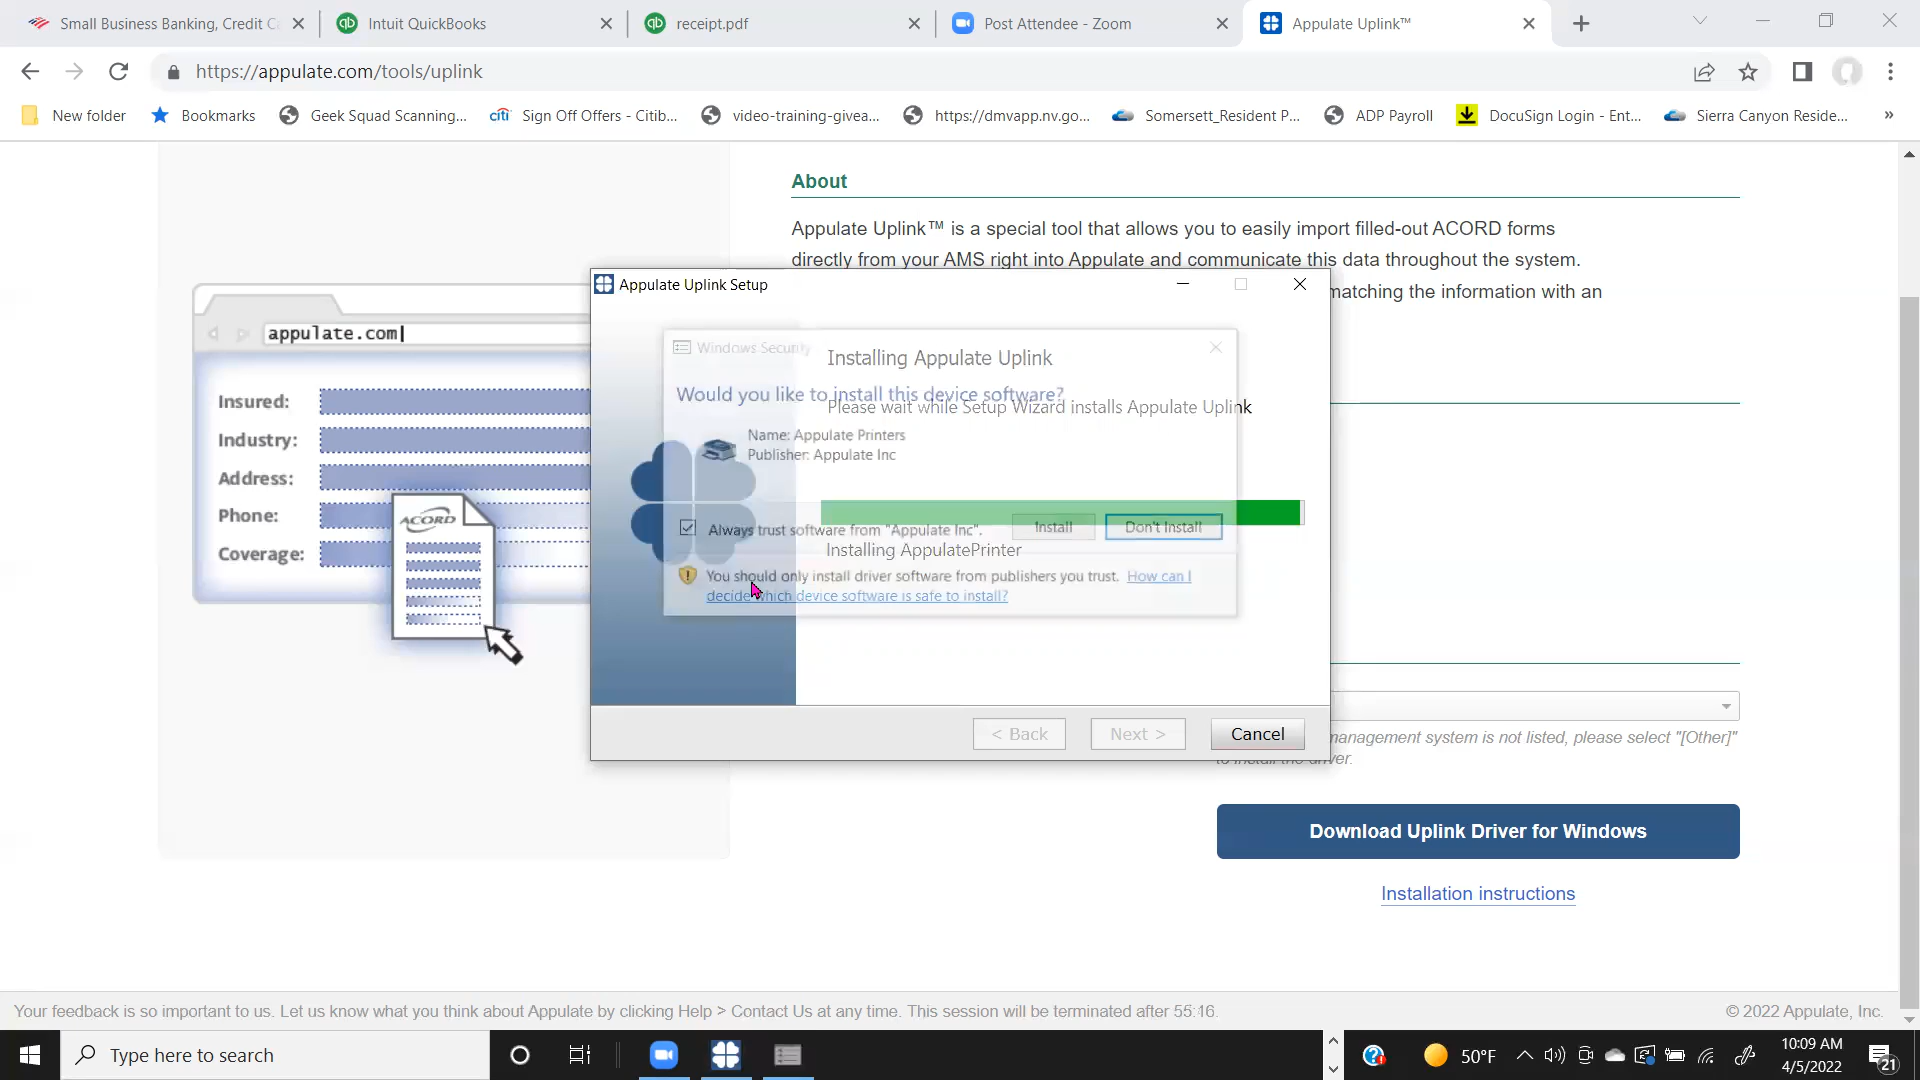 Small Business Banking, Credit C
Intuit QuickBooks
receipt.pdf
Post Attendee - Zoom
Appulate Uplink™
https://appulate.com/tools/uplink
New folder
Bookmarks
Geek Squad Scanning...
citi
Sign Off Offers - Citib...
video-training-givea...
https://dmvapp.nv.go...
Somersett_Resident P...
ADP Payroll
DocuSign Login - Ent...
Sierra Canyon Reside...
»
About
Appulate Uplink™ is a special tool that allows you to easily import filled-out ACORD forms
directly from your AMS right into Appulate and communicate this data throughout the system.
matching the information with an
appulate.com
Insured:
Industry:
Address:
Phone:
Coverage:
ACORD
Appulate Uplink Setup
Windows Security
Installing Appulate Uplink
Would you like to install this device software?
Please wait while Setup Wizard installs Appulate Uplink
Name: Appulate Printers
Publisher: Appulate Inc
Always trust software from "Appulate Inc".
Install
Don't Install
Installing AppulatePrinter
You should only install driver software from publishers you trust. How can I
decide which device software is safe to install?
< Back
Next >
Cancel
management system is not listed, please select "[Other]"
to install the driver.
Download Uplink Driver for Windows
Installation instructions
Your feedback is so important to us. Let us know what you think about Appulate by clicking Help > Contact Us at any time. This session will be terminated after 55:16.
© 2022 Appulate, Inc.
Type here to search
50°F
10:09 AM
4/5/2022
21